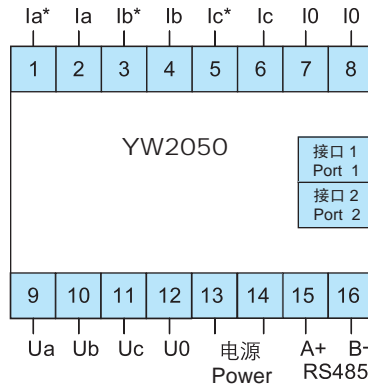 Ia* Ia Ib* Ib Ic* Ic I0 I0
1 2 3 4 5 6 7 8
YW2050
接口 1
Port 1
接口 2
Port 2
9 10 11 12 13 14 15 16
Ua Ub Uc U0 电源 A+ B-
Power RS485